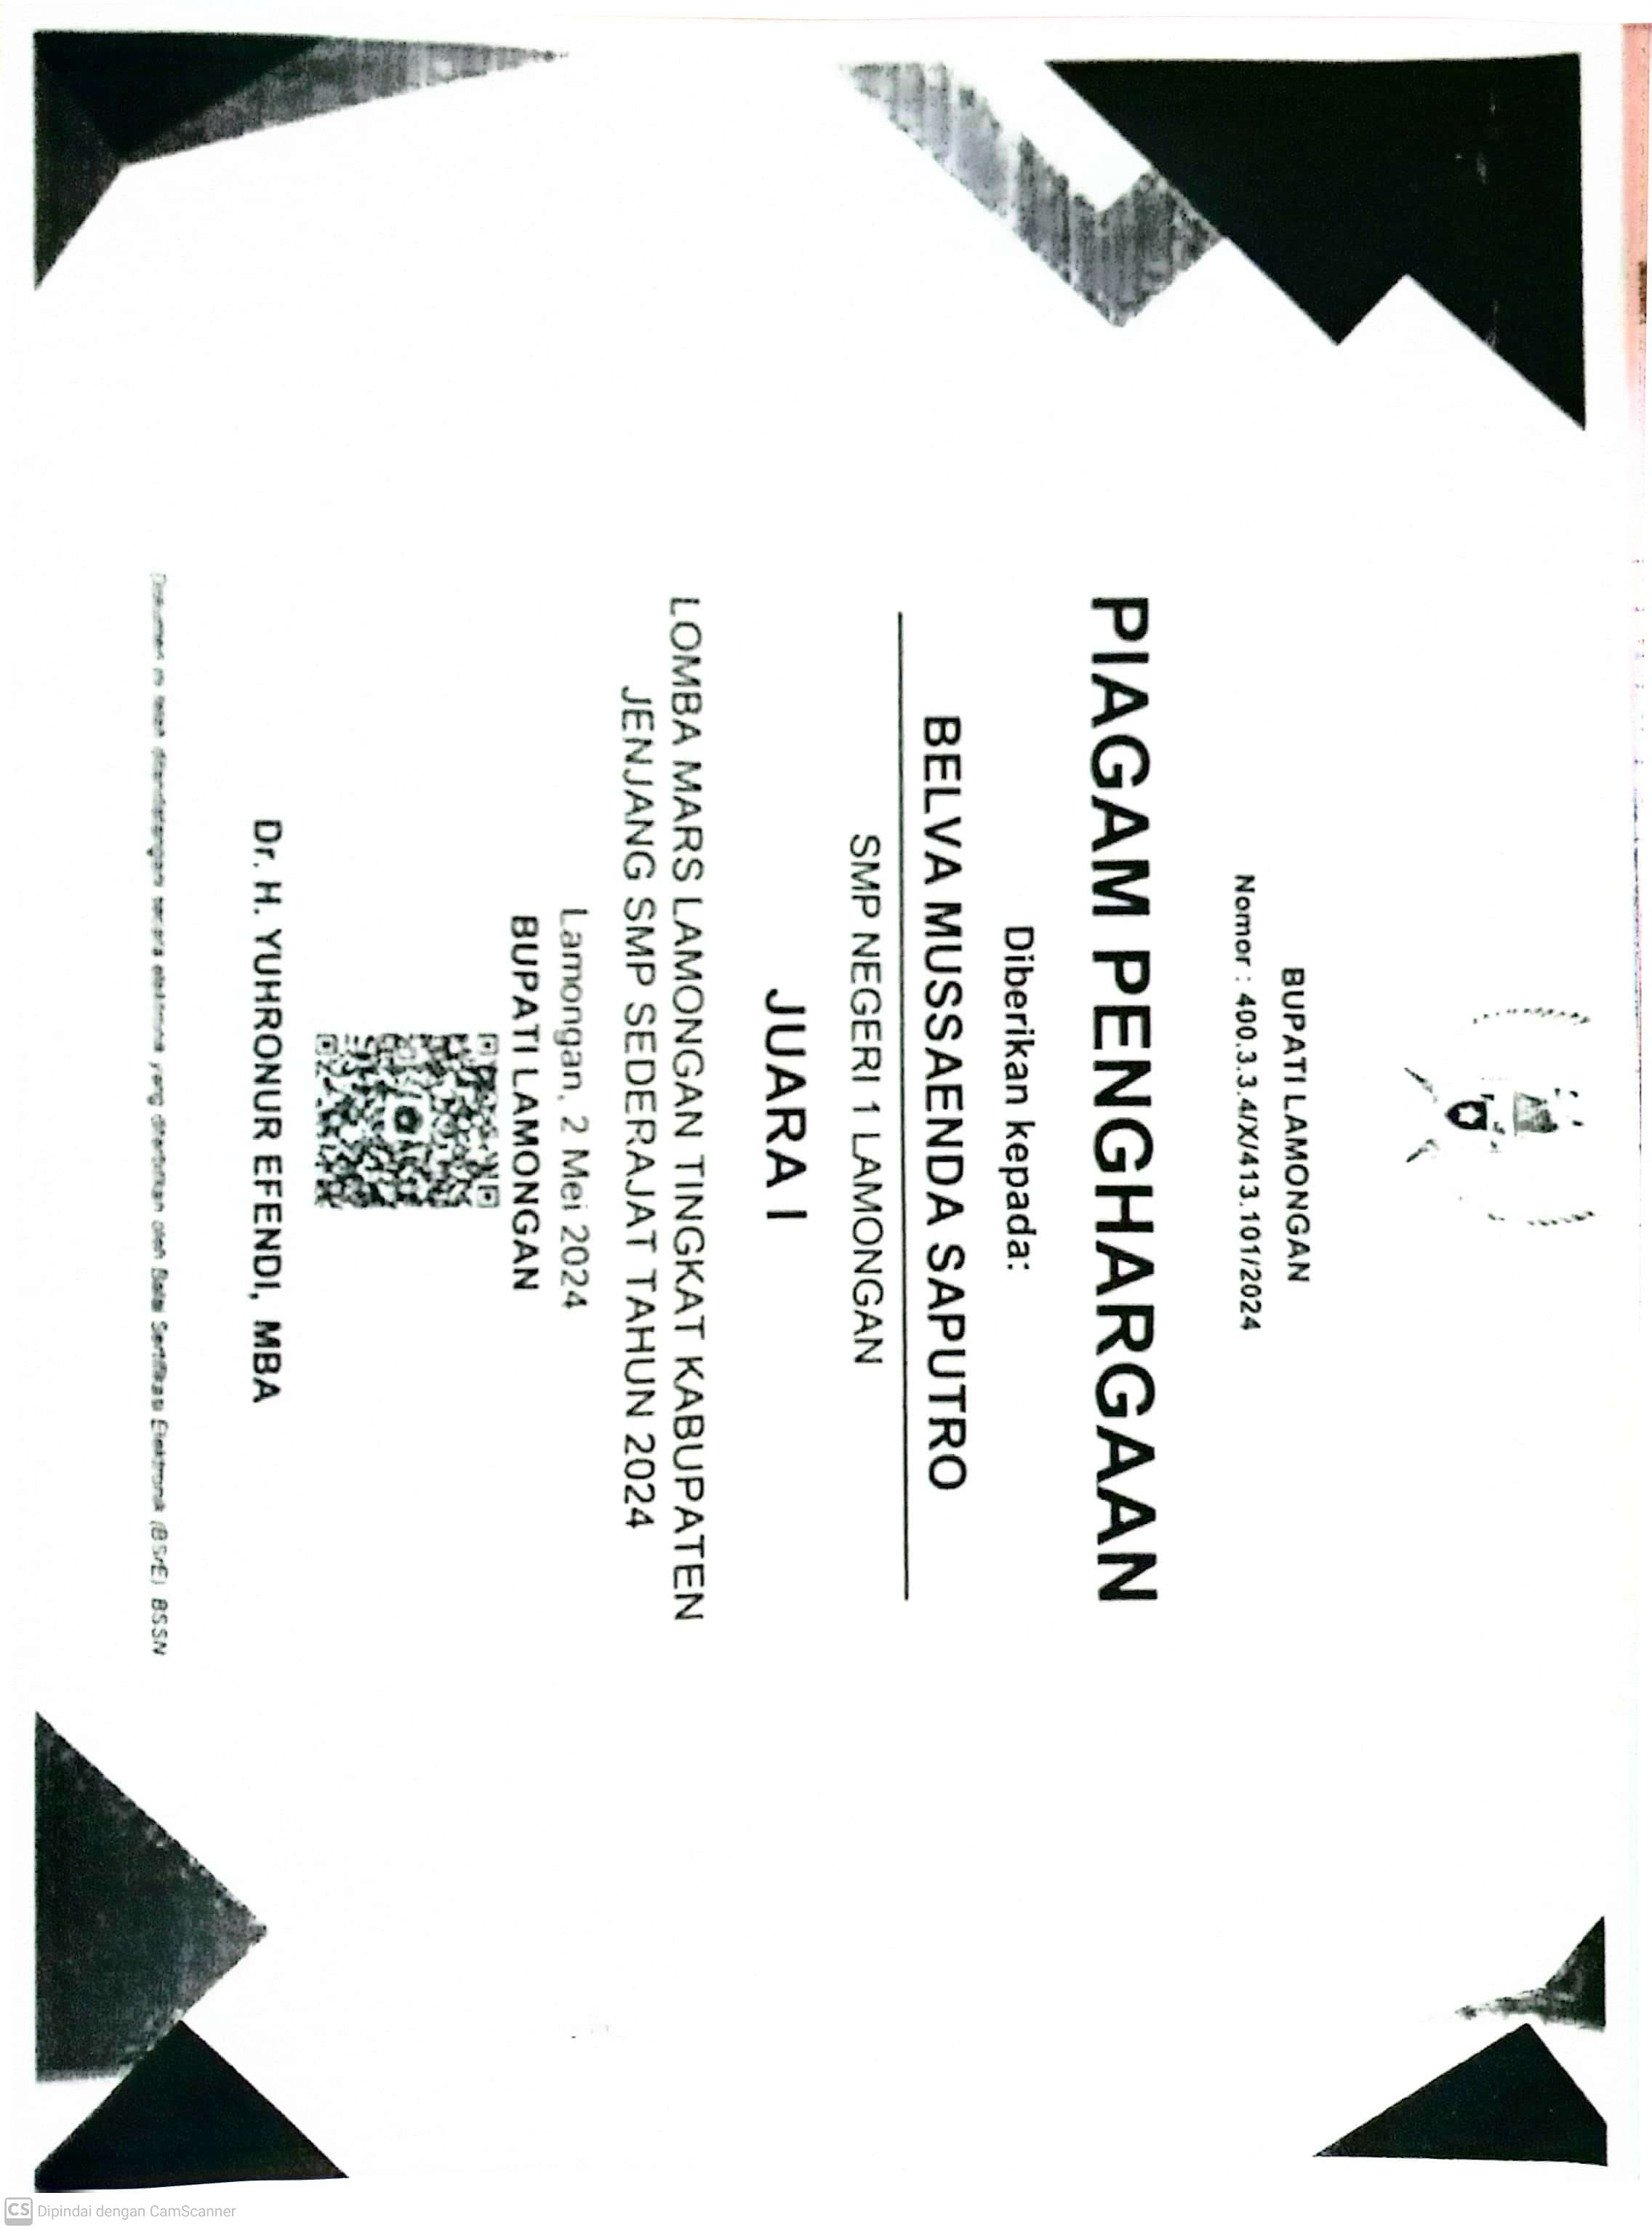 BUPATI LAMONGAN
Nomor : 400.3.3.4/X/413.101/2024
PIAGAM PENGHARGAAN
Diberikan kepada:
BELVA MUSSAENDA SAPUTRO
SMP NEGERI 1 LAMONGAN
JUARA I
LOMBA MARS LAMONGAN TINGKAT KABUPATEN
JENJANG SMP SEDERAJAT TAHUN 2024
Lamongan, 2 Mei 2024
BUPATI LAMONGAN
Dr. H. YUHRONUR EFENDI, MBA
Dokumen ini telah ditandatangani secara elektronik yang diterbitkan oleh Balai Sertifikasi Elektronik (BSrE) BSSN
CS Dipindai dengan CamScanner